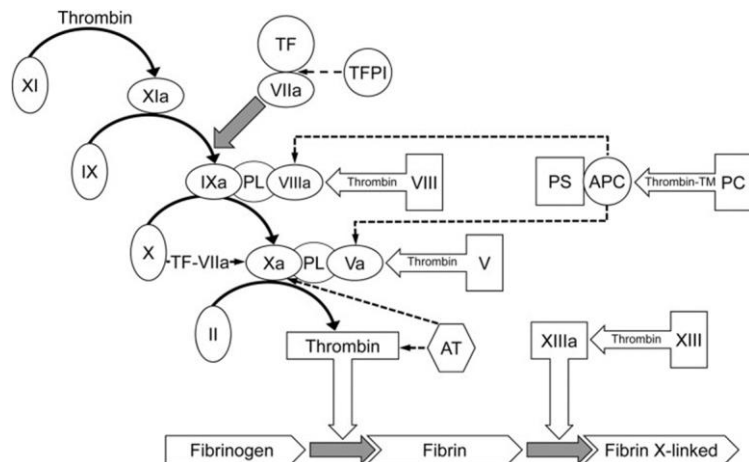 Thrombin
TF
XI
TFPI
VIIa
XIa
IX
IXa
PL
VIIIa
Thrombin
VIII
PS
APC
Thrombin-TM
PC
X
TF-VIIa
Xa
PL
Va
Thrombin
V
II
Thrombin
AT
XIIIa
Thrombin
XIII
Fibrinogen
Fibrin
Fibrin X-linked